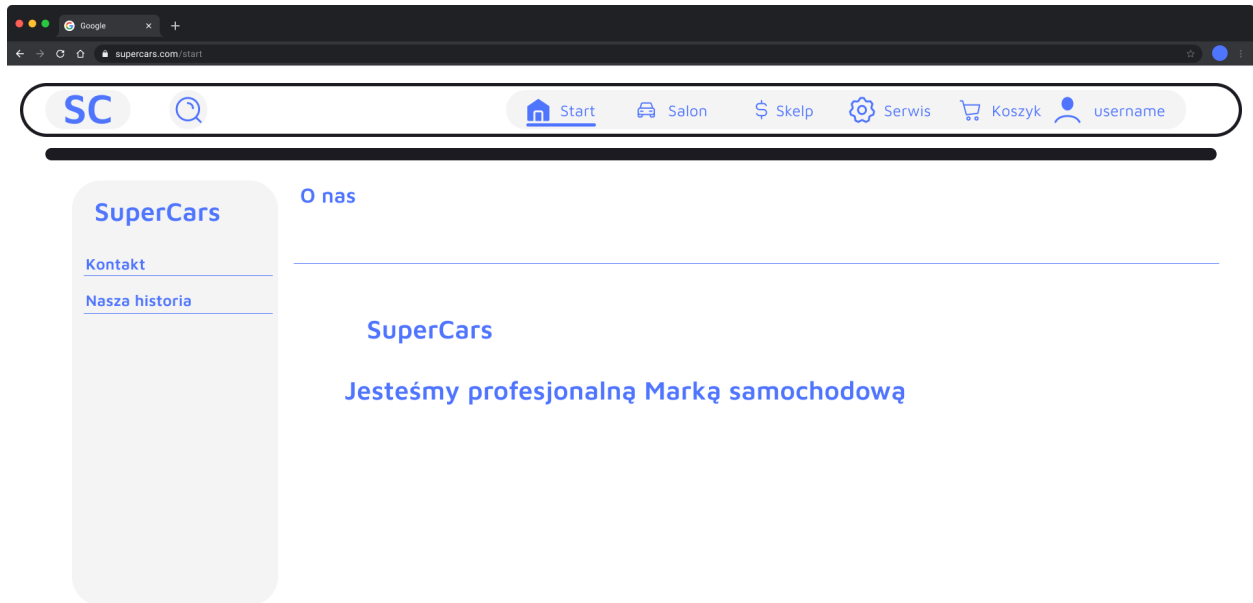 Google
supercars.com/start
SC Start Salon $ Skelp Serwis Koszyk username
SuperCars
Kontakt
Nasza historia
O nas
SuperCars
Jesteśmy profesjonalną Marką samochodową